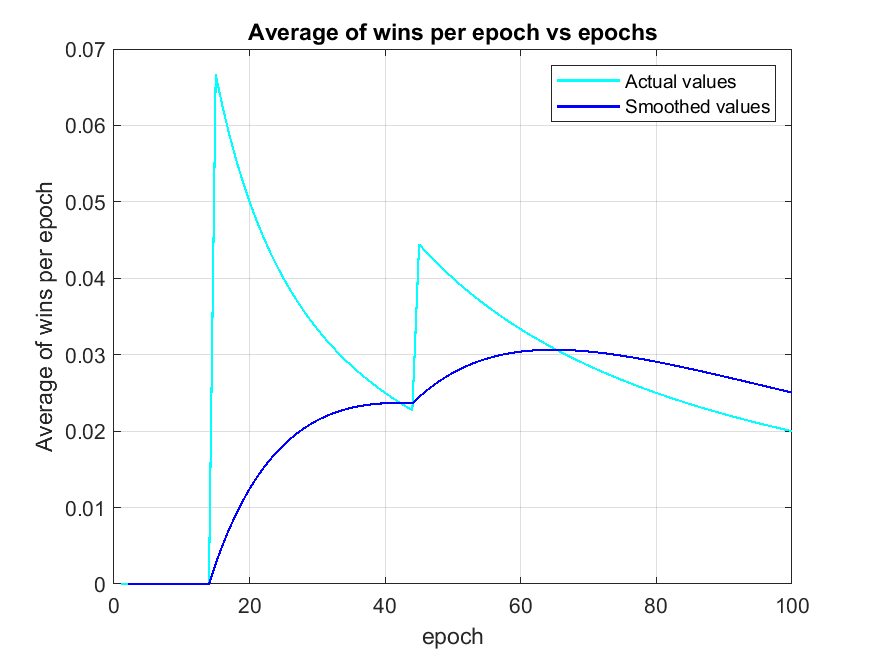 Average of wins per epoch vs epochs
Actual values
Smoothed values
Average of wins per epoch
0.07
0.06
0.05
0.04
0.03
0.02
0.01
0
0 20 40 60 80 100
epoch